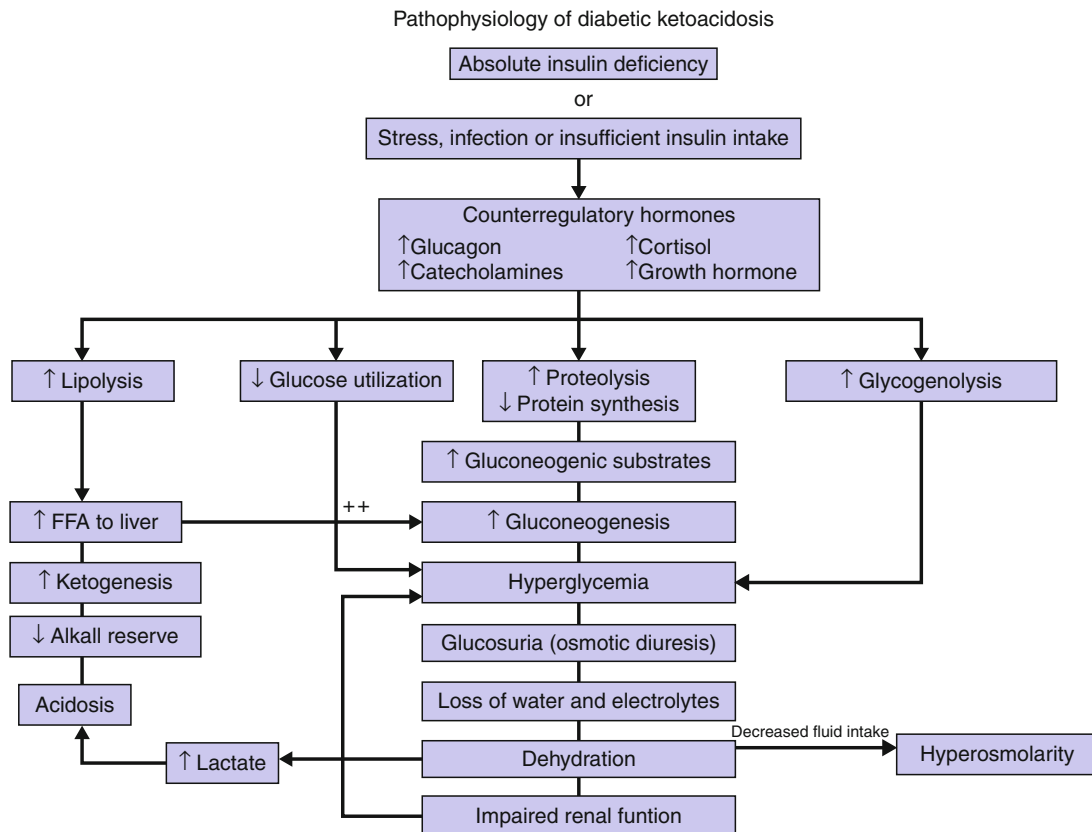 Pathophysiology of diabetic ketoacidosis
Absolute insulin deficiency
or
Stress, infection or insufficient insulin intake
Counterregulatory hormones
↑Glucagon ↑Cortisol
↑Catecholamines ↑Growth hormone
↑ Lipolysis
↓ Glucose utilization
↑ Proteolysis
↓ Protein synthesis
↑ Glycogenolysis
↑ Gluconeogenic substrates
↑ FFA to liver
++
↑ Gluconeogenesis
↑ Ketogenesis
Hyperglycemia
↓ Alkall reserve
Glucosuria (osmotic diuresis)
Acidosis
Loss of water and electrolytes
↑ Lactate
Dehydration
Decreased fluid intake
Hyperosmolarity
Impaired renal funtion